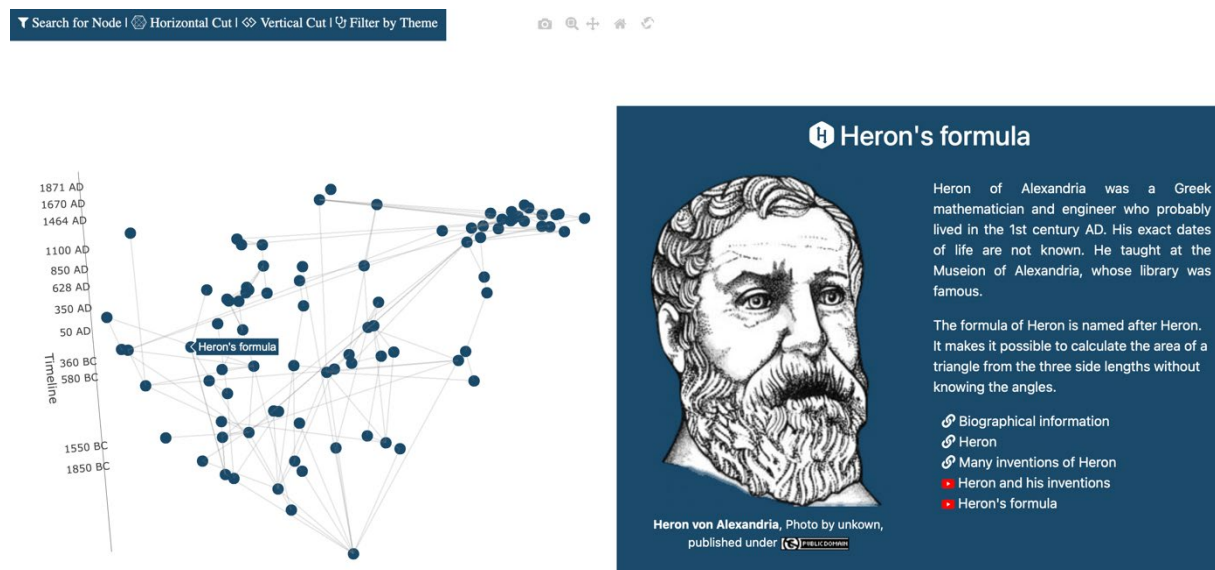 Search for Node | Horizontal Cut | Vertical Cut | Filter by Theme
1871 AD
1670 AD
1464 AD
1100 AD
850 AD
628 AD
350 AD
50 AD
360 BC
580 BC
1550 BC
1850 BC
Timeline
Heron's formula
H Heron's formula
Heron of Alexandria was a Greek
mathematician and engineer who probably
lived in the 1st century AD. His exact dates
of life are not known. He taught at the
Museion of Alexandria, whose library was
famous.
The formula of Heron is named after Heron.
It makes it possible to calculate the area of a
triangle from the three side lengths without
knowing the angles.
Biographical information
Heron
Many inventions of Heron
Heron and his inventions
Heron's formula
Heron von Alexandria, Photo by unkown,
published under PUBLIC DOMAIN